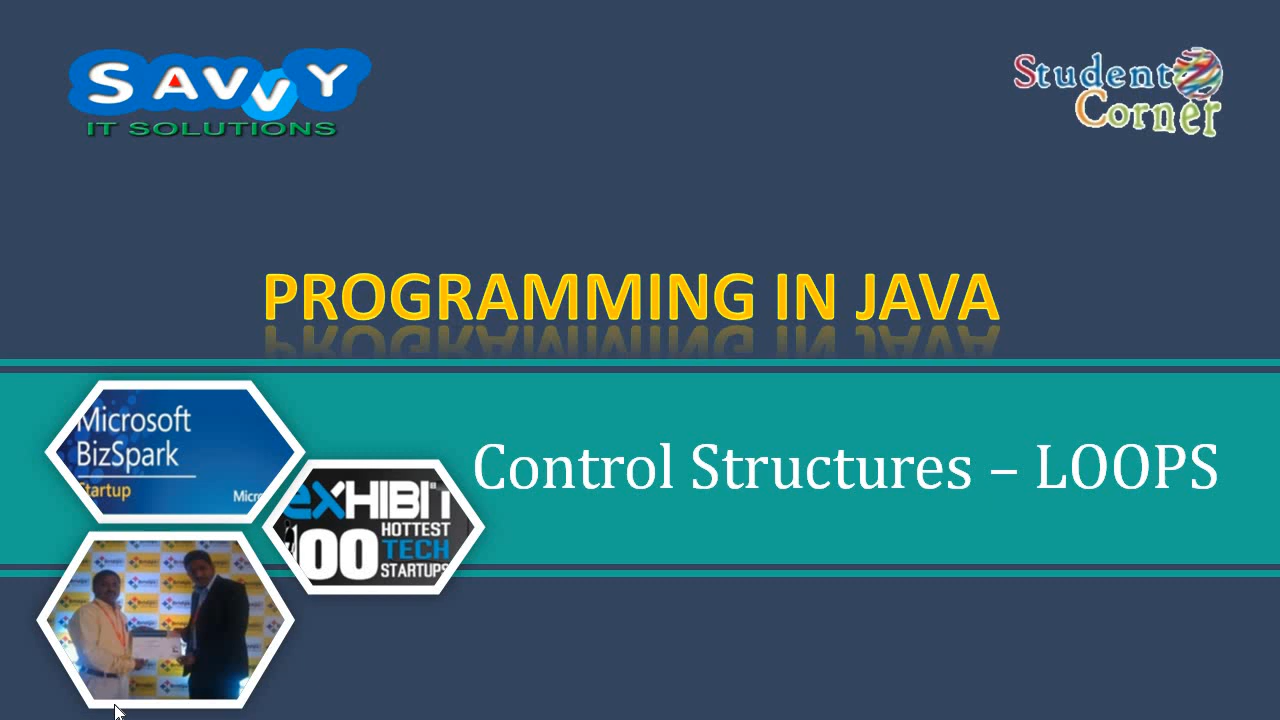 SAVVY
IT SOLUTIONS
Student
Corner
PROGRAMMING IN JAVA
Control Structures – LOOPS
Microsoft
BizSpark
Startup
Micro
EXHIBIT
100
HOTTEST
TECH
STARTUPS